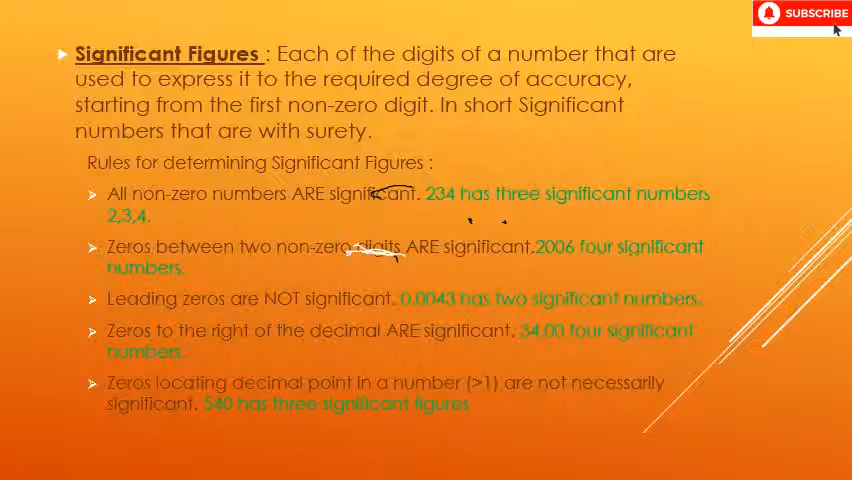 SUBSCRIBE
Significant Figures : Each of the digits of a number that are
used to express it to the required degree of accuracy,
starting from the first non-zero digit. In short Significant
numbers that are with surety.
Rules for determining Significant Figures :
All non-zero numbers ARE significant. 234 has three significant numbers
2,3,4.
Zeros between two non-zero digits ARE significant.2006 four significant
numbers.
Leading zeros are NOT significant. 0.0043 has two significant numbers.
Zeros to the right of the decimal ARE significant. 34.00 four significant
numbers.
Zeros locating decimal point in a number (>1) are not necessarily
significant. 540 has three significant figures